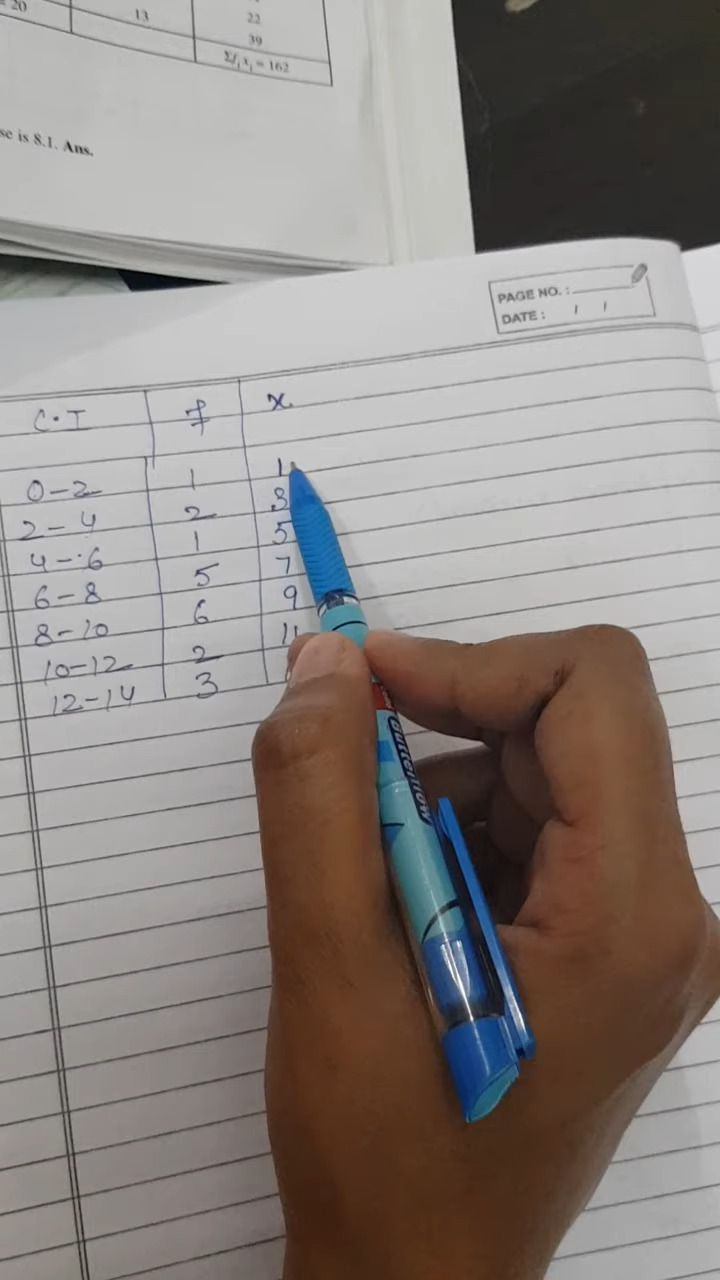 = 20 13 22
39
Σfᵢxᵢ = 162
se is 8.1. Ans.
PAGE NO. :
DATE : / /
C.I f x
0-2 1 1
2-4 2 3
4-6 1 5
6-8 5 7
8-10 6 9
10-12 2 11
12-14 3
butterflow